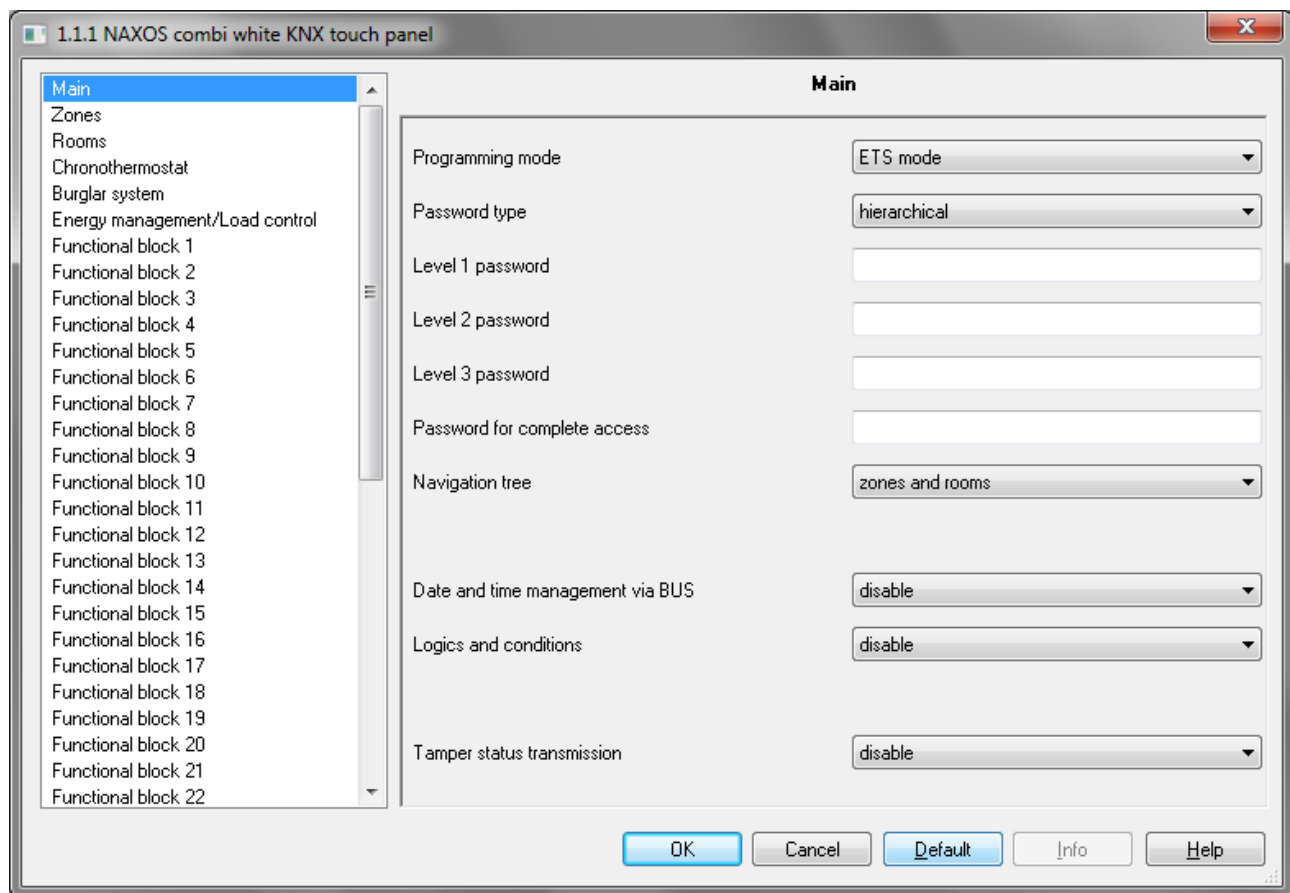 1.1.1 NAXOS combi white KNX touch panel
Main
Zones
Rooms
Chronothermostat
Burglar system
Energy management/Load control
Functional block 1
Functional block 2
Functional block 3
Functional block 4
Functional block 5
Functional block 6
Functional block 7
Functional block 8
Functional block 9
Functional block 10
Functional block 11
Functional block 12
Functional block 13
Functional block 14
Functional block 15
Functional block 16
Functional block 17
Functional block 18
Functional block 19
Functional block 20
Functional block 21
Functional block 22
Main
Programming mode ETS mode
Password type hierarchical
Level 1 password
Level 2 password
Level 3 password
Password for complete access
Navigation tree zones and rooms
Date and time management via BUS disable
Logics and conditions disable
Tamper status transmission disable
OK Cancel Default Info Help